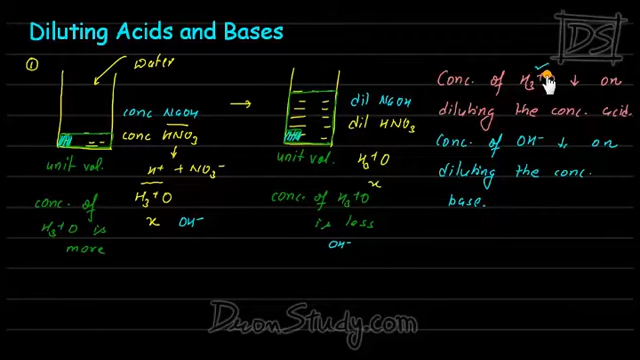 Diluting Acids and Bases
DS
① water
conc NaOH
conc HNO3
H+ + NO3-
H3+O
x OH-
unit vol.
conc. of
H3+O is
more
dil NaOH
dil HNO3
unit vol.
H3+O
x
conc. of H3+O
is less
OH-
Conc. of H3+O ↓ on
diluting the conc. acid.
Conc. of OH- ↓ on
diluting the conc.
base.
DronStudy.com